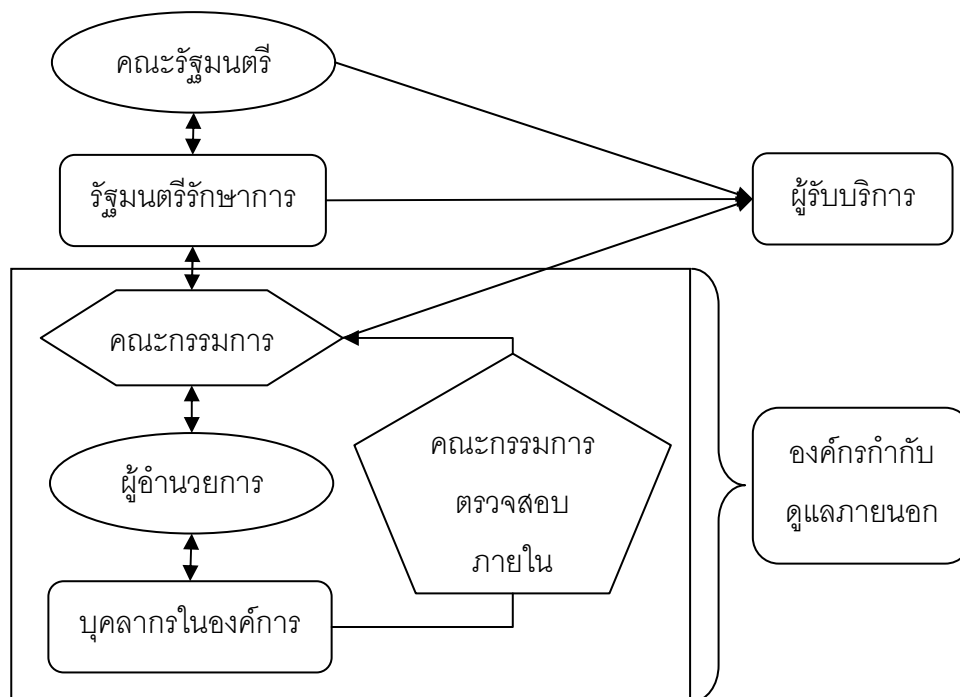 คณะรัฐมนตรี
รัฐมนตรีรักษาการ
ผู้รับบริการ
คณะกรรมการ
ผู้อำนวยการ
คณะกรรมการ
ตรวจสอบ
ภายใน
องค์กรกำกับ
ดูแลภายนอก
บุคลากรในองค์การ